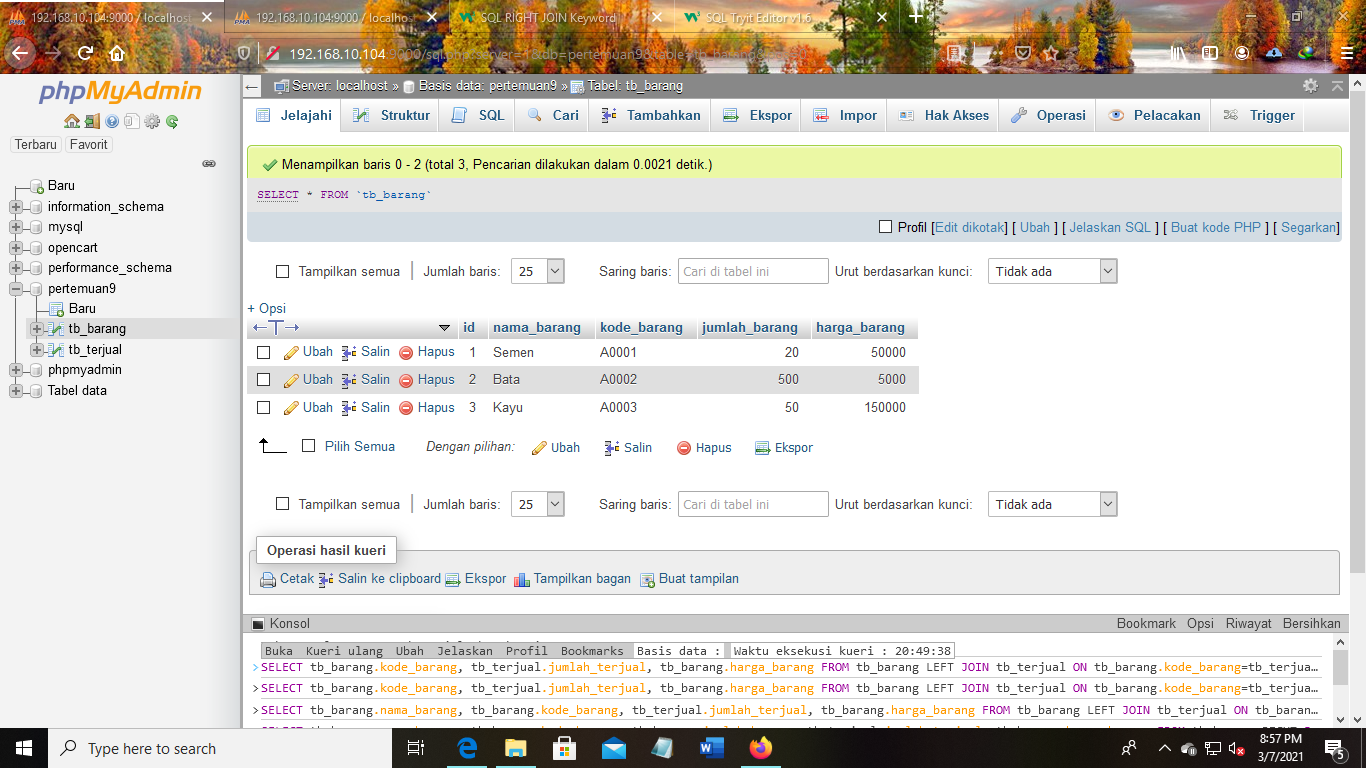 192.168.10.104:9000 / localhost
192.168.10.104:9000 / localhost
SQL RIGHT JOIN Keyword
SQL Tryit Editor v1.6
192.168.10.104
phpMyAdmin
Terbaru Favorit
Baru
information_schema
mysql
opencart
performance_schema
pertemuan9
Baru
tb_barang
tb_terjual
phpmyadmin
Tabel data
Server: localhost » Basis data: pertemuan9 » Tabel: tb_barang
Jelajahi Struktur SQL Cari Tambahkan Ekspor Impor Hak Akses Operasi Pelacakan Trigger
Menampilkan baris 0 - 2 (total 3, Pencarian dilakukan dalam 0.0021 detik.)
SELECT * FROM `tb_barang`
Profil [Edit dikotak] [ Ubah ] [ Jelaskan SQL ] [ Buat kode PHP ] [ Segarkan]
Tampilkan semua | Jumlah baris: 25 Saring baris: Cari di tabel ini Urut berdasarkan kunci: Tidak ada
+ Opsi
←T→ id nama_barang kode_barang jumlah_barang harga_barang
Ubah Salin Hapus 1 Semen A0001 20 50000
Ubah Salin Hapus 2 Bata A0002 500 5000
Ubah Salin Hapus 3 Kayu A0003 50 150000
Pilih Semua Dengan pilihan: Ubah Salin Hapus Ekspor
Tampilkan semua | Jumlah baris: 25 Saring baris: Cari di tabel ini Urut berdasarkan kunci: Tidak ada
Operasi hasil kueri
Cetak Salin ke clipboard Ekspor Tampilkan bagan Buat tampilan
Konsol Bookmark Opsi Riwayat Bersihkan
Buka Kueri ulang Ubah Jelaskan Profil Bookmarks Basis data : Waktu eksekusi kueri : 20:49:38
>SELECT tb_barang.kode_barang, tb_terjual.jumlah_terjual, tb_barang.harga_barang FROM tb_barang LEFT JOIN tb_terjual ON tb_barang.kode_barang=tb_terjua…
>SELECT tb_barang.kode_barang, tb_terjual.jumlah_terjual, tb_barang.harga_barang FROM tb_barang LEFT JOIN tb_terjual ON tb_barang.kode_barang=tb_terjua…
>SELECT tb_barang.nama_barang, tb_barang.kode_barang, tb_terjual.jumlah_terjual, tb_barang.harga_barang FROM tb_barang LEFT JOIN tb_terjual ON tb_baran…
Type here to search
8:57 PM
3/7/2021
5